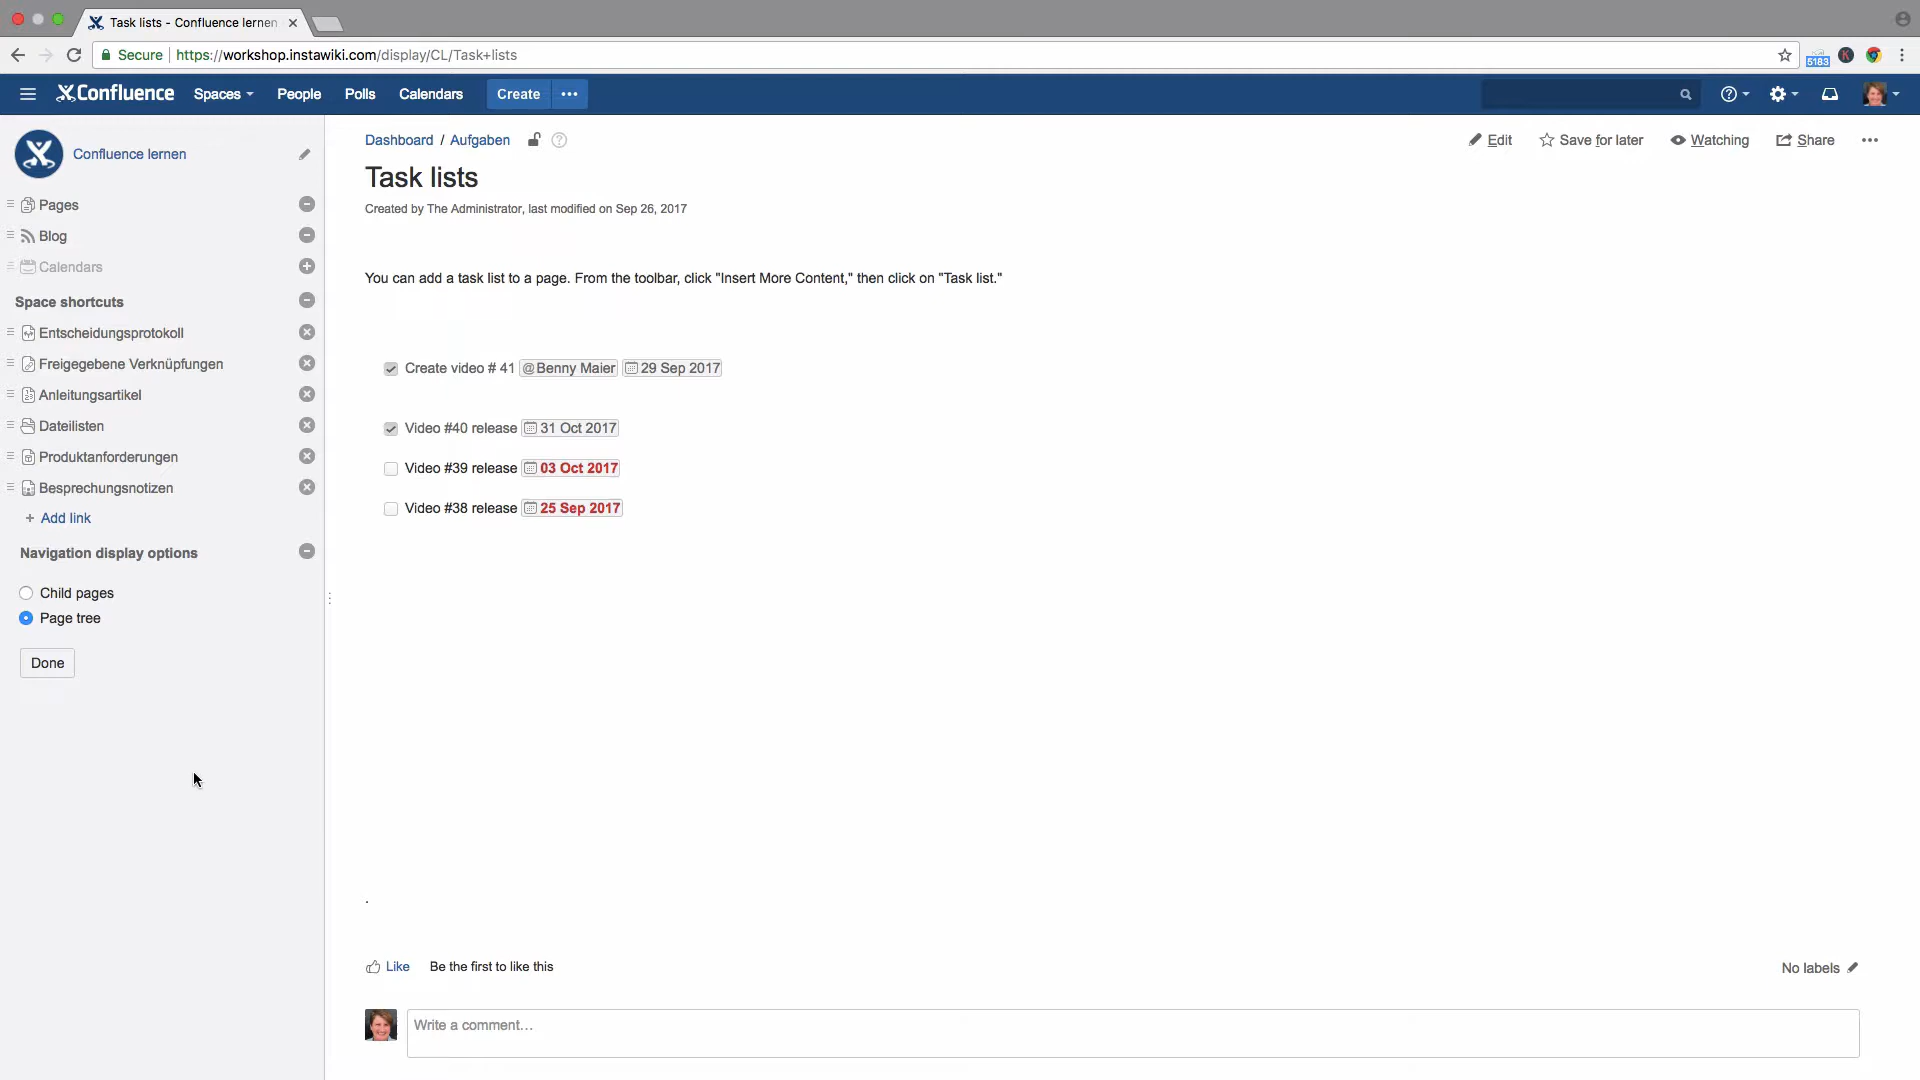 Task lists - Confluence lernen
Secure https://workshop.instawiki.com/display/CL/Task+lists
5183
K
Confluence Spaces People Polls Calendars Create
Confluence lernen
Pages
Blog
Calendars
Space shortcuts
Entscheidungsprotokoll
Freigegebene Verknüpfungen
Anleitungsartikel
Dateilisten
Produktanforderungen
Besprechungsnotizen
+ Add link
Navigation display options
Child pages
Page tree
Done
Dashboard / Aufgaben
Edit Save for later Watching Share
Task lists
Created by The Administrator, last modified on Sep 26, 2017
You can add a task list to a page. From the toolbar, click "Insert More Content," then click on "Task list."
Create video # 41 @Benny Maier 29 Sep 2017
Video #40 release 31 Oct 2017
Video #39 release 03 Oct 2017
Video #38 release 25 Sep 2017
.
Like Be the first to like this
No labels
Write a comment…